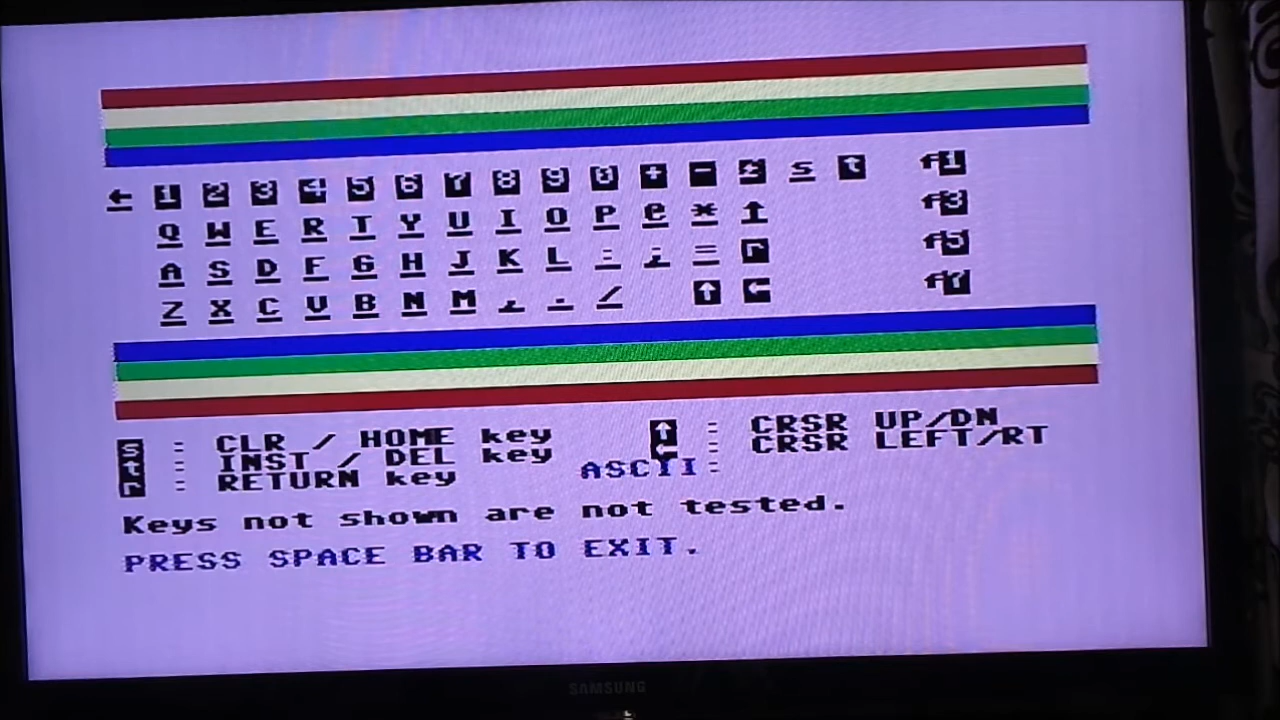 ← 1 2 3 4 5 6 7 8 9 0 + - £ s t f1
Q W E R T Y U I O P @ * ↑ f3
A S D F G H J K L : ; = r f5
Z X C V B N M , . / ↑ ← f7
s : CLR / HOME key ↑ : CRSR UP/DN
t : INST / DEL key ← : CRSR LEFT/RT
r : RETURN key ASCII:
Keys not shown are not tested.
PRESS SPACE BAR TO EXIT.
SAMSUNG